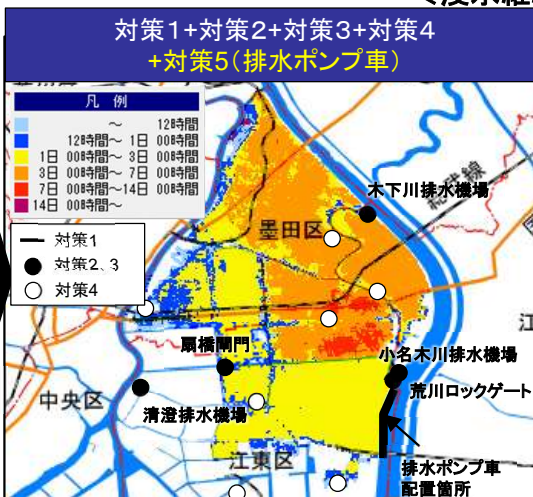 対策1+対策2+対策3+対策4
+対策5(排水ポンプ車)
凡 例
～ 12時間
12時間～ 1日 00時間
1日 00時間～ 3日 00時間
3日 00時間～ 7日 00時間
7日 00時間～14日 00時間
14日 00時間～
対策1
対策2、3
対策4
木下川排水機場
総武線
墨田区
扇橋閘門
小名木川排水機場
荒川ロックゲート
中央区
清澄排水機場
江東区
排水ポンプ車
配置箇所